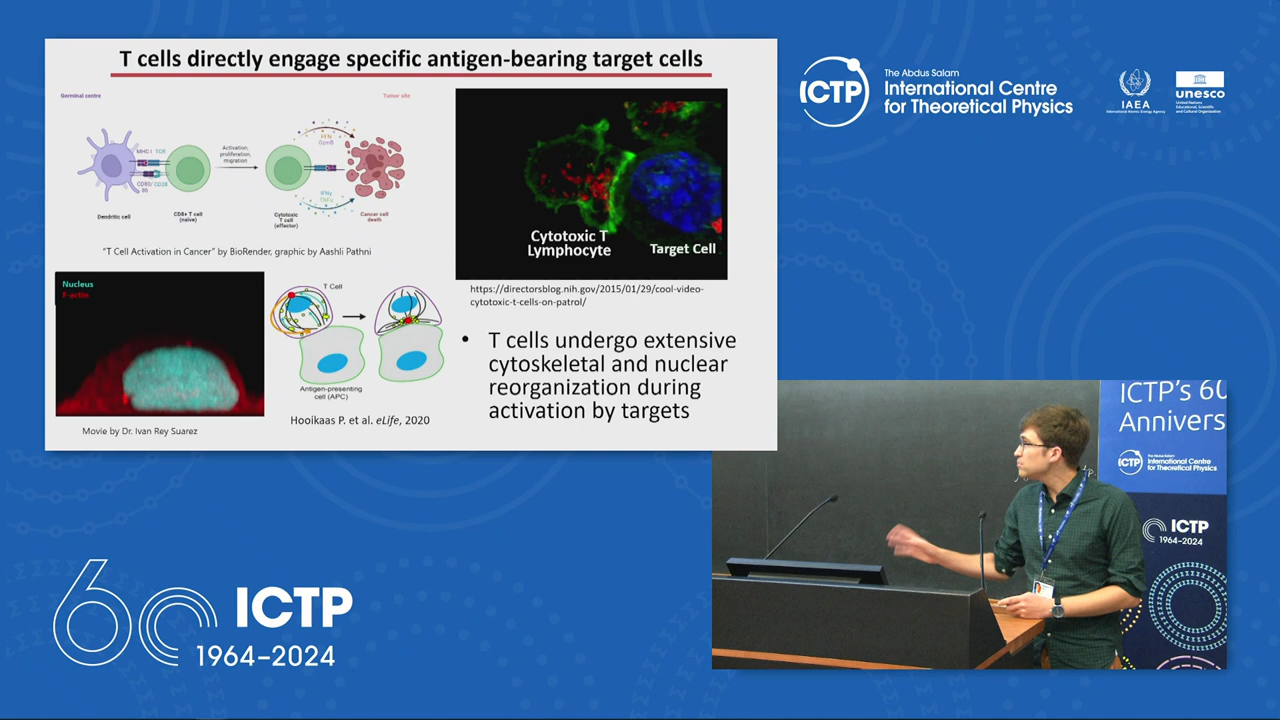 T cells directly engage specific antigen-bearing target cells
Germinal centre
Tumor site
MHC I TCR
CD80/ CD28
86
Activation,
proliferation,
migration
IFNγ
TNFα
Dendritic cell
CD8+ T cell
(naive)
Cytotoxic
T cell
(effector)
Cancer cell
death
"T Cell Activation in Cancer" by BioRender, graphic by Aashli Pathni
Cytotoxic T
Lymphocyte
Target Cell
https://directorsblog.nih.gov/2015/01/29/cool-video-
cytotoxic-t-cells-on-patrol/
Nucleus
F-actin
Movie by Dr. Ivan Rey Suarez
T Cell
Antigen-presenting
cell (APC)
Hooikaas P. et al. eLife, 2020
• T cells undergo extensive
cytoskeletal and nuclear
reorganization during
activation by targets
ICTP
The Abdus Salam
International Centre
for Theoretical Physics
IAEA
International Atomic Energy Agency
unesco
United Nations
Educational, Scientific
and Cultural Organization
ICTP's 60
Annivers
ICTP
International Centre
for Theoretical Physics
ICTP
1964–2024
60 ICTP
1964–2024